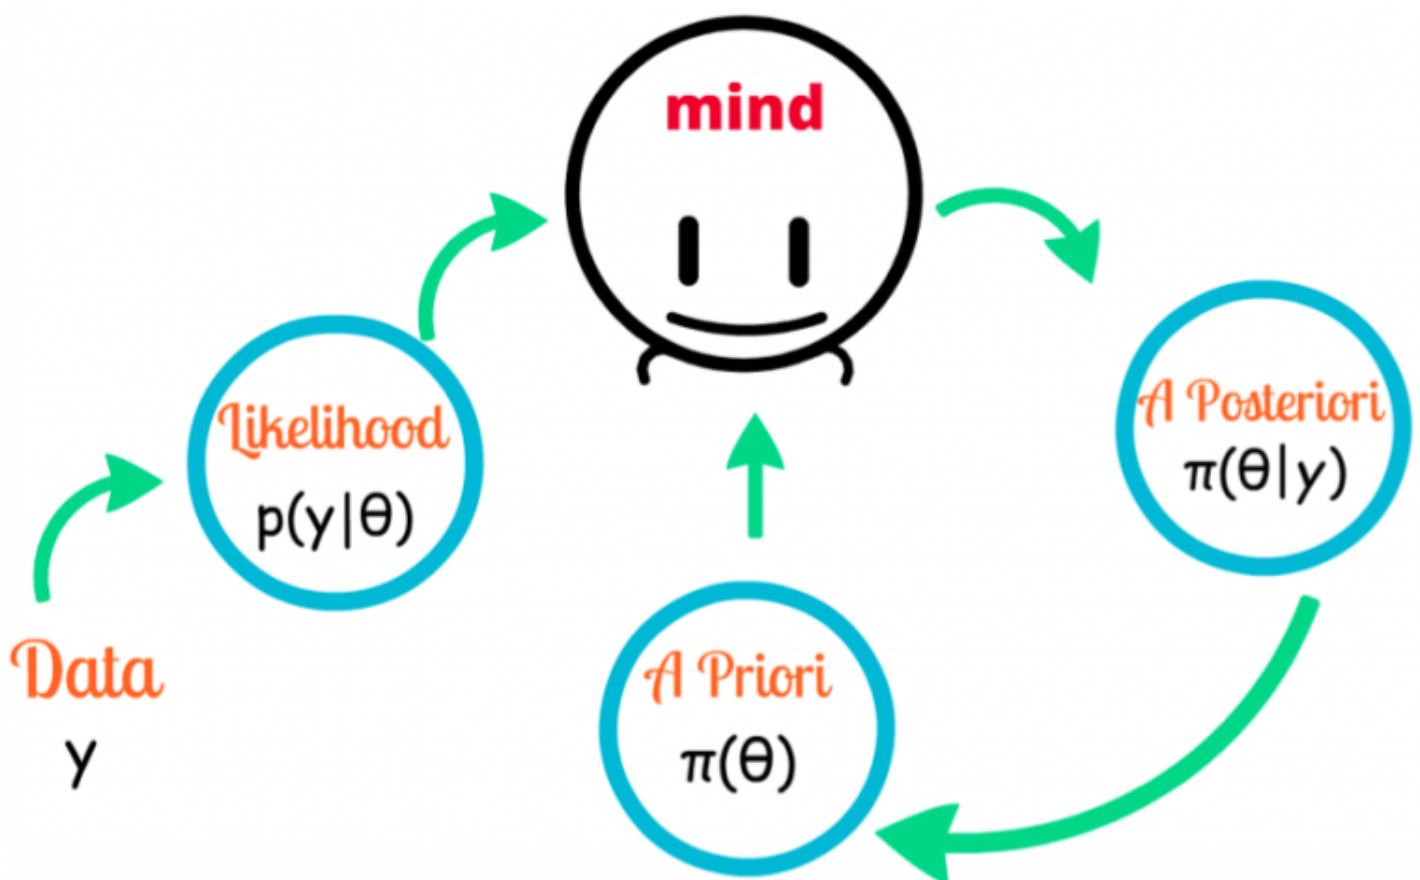 mind
Likelihood
p(y|θ)
Data
y
A Priori
π(θ)
A Posteriori
π(θ|y)